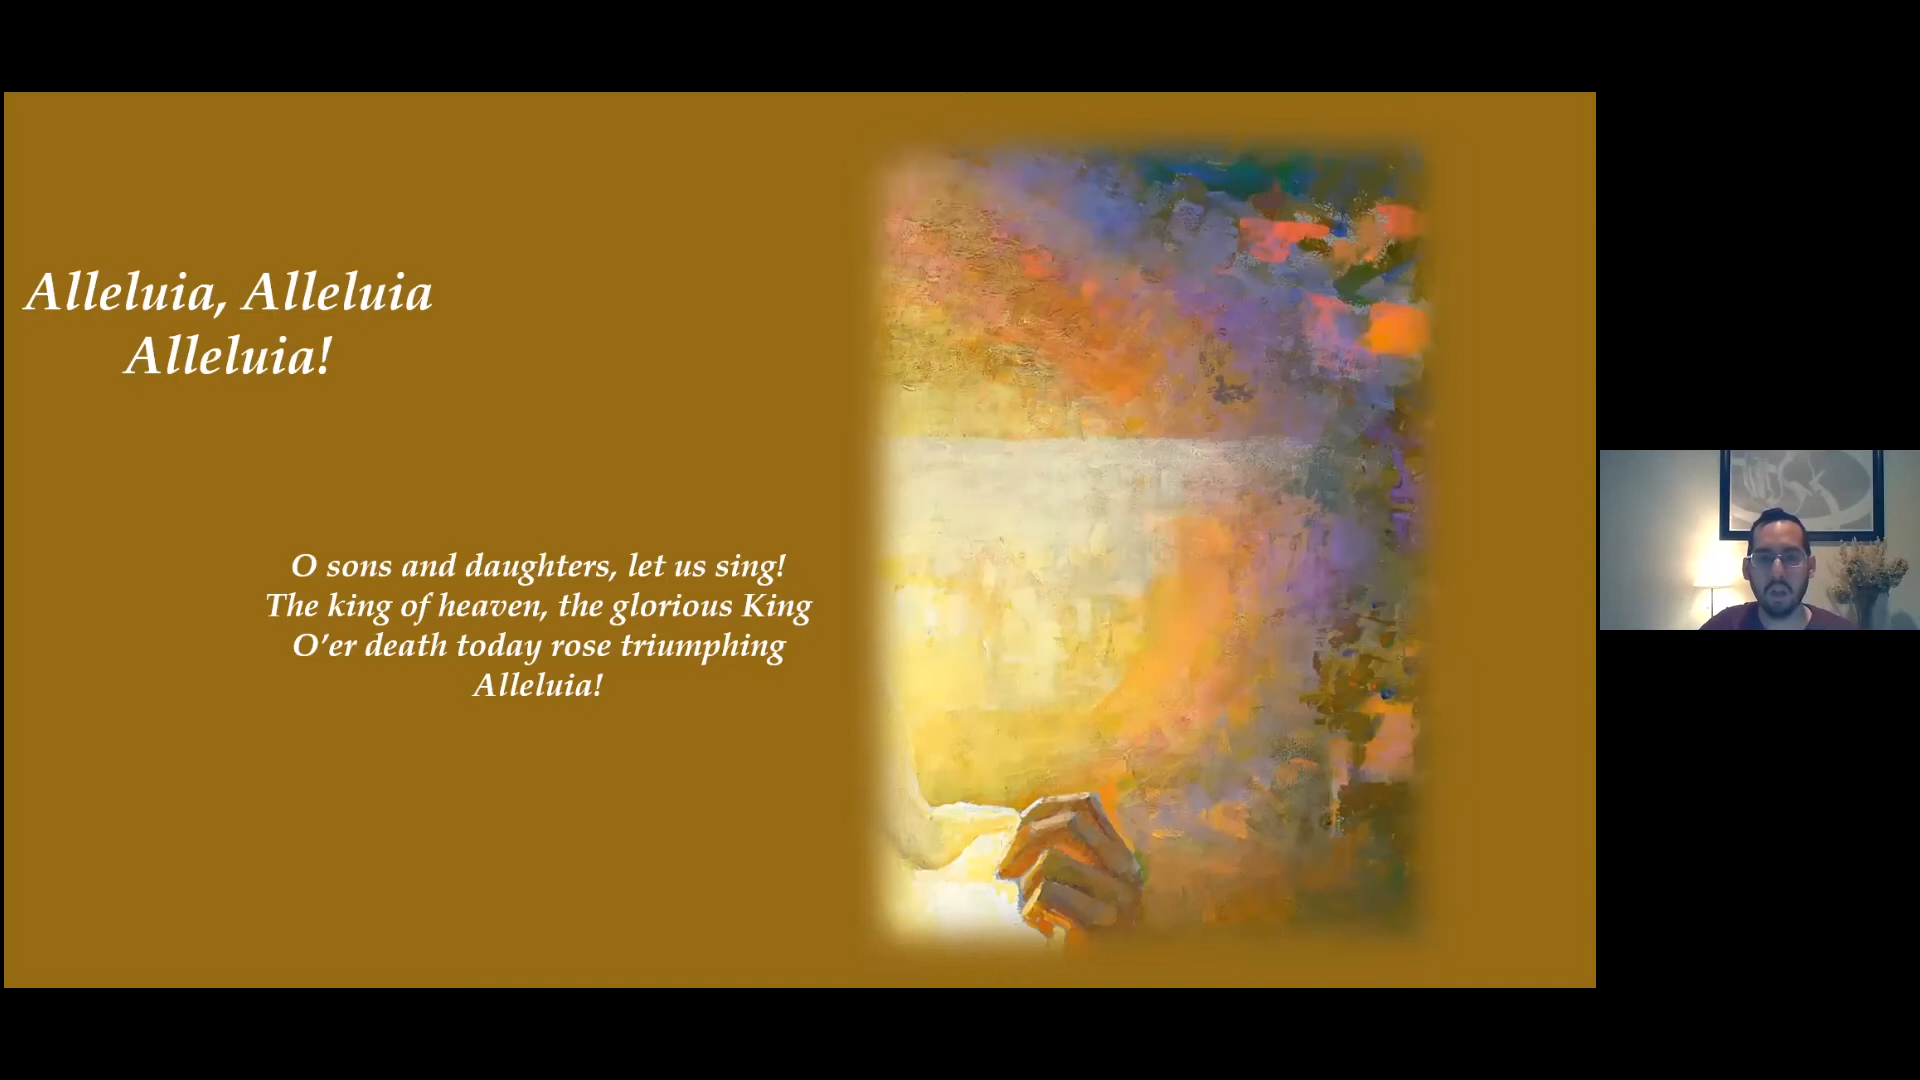 Alleluia, Alleluia
Alleluia!
O sons and daughters, let us sing!
The king of heaven, the glorious King
O’er death today rose triumphing
Alleluia!